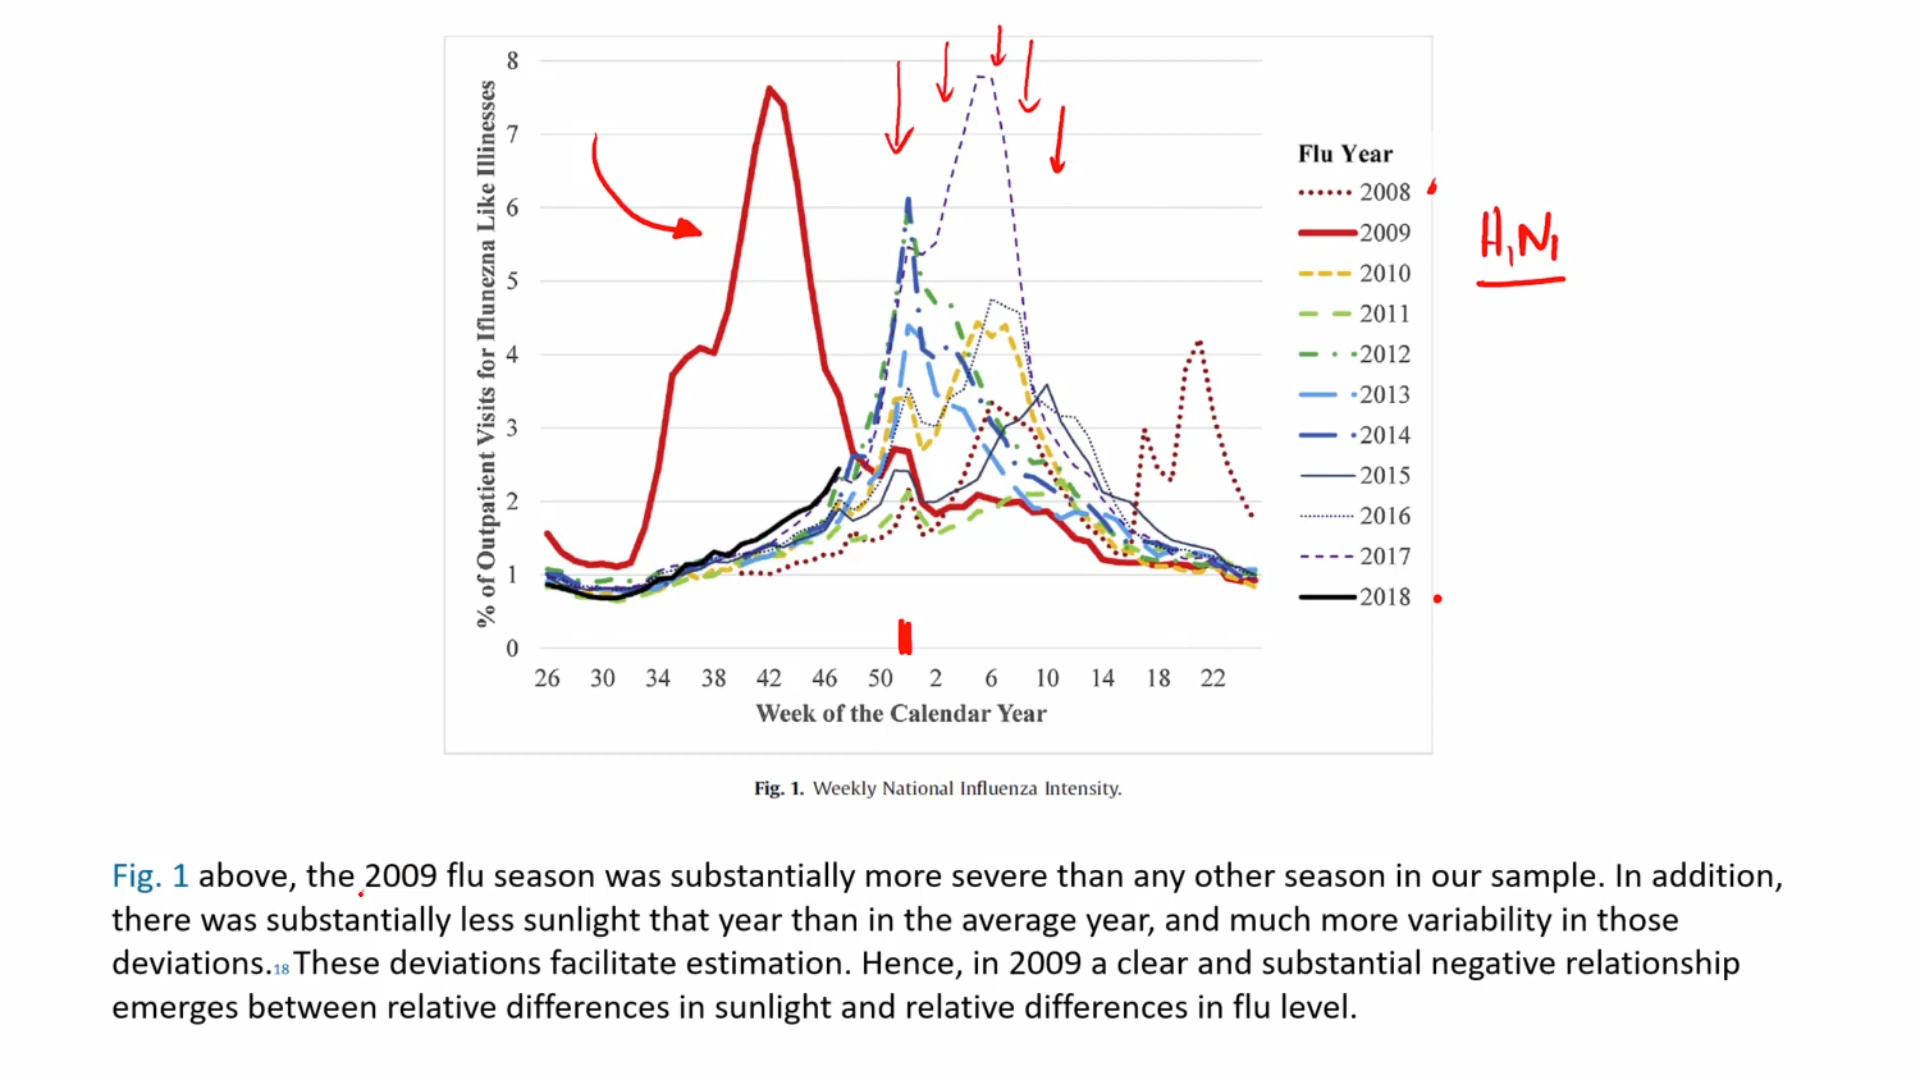 8
7
6
5
4
3
2
1
0
% of Outpatient Visits for Iflunezna Like Illinesses
26 30 34 38 42 46 50 2 6 10 14 18 22
Week of the Calendar Year
Flu Year
2008
2009
2010
2011
2012
2013
2014
2015
2016
2017
2018
H1N1
Fig. 1. Weekly National Influenza Intensity.
Fig. 1 above, the 2009 flu season was substantially more severe than any other season in our sample. In addition,
there was substantially less sunlight that year than in the average year, and much more variability in those
deviations.18 These deviations facilitate estimation. Hence, in 2009 a clear and substantial negative relationship
emerges between relative differences in sunlight and relative differences in flu level.